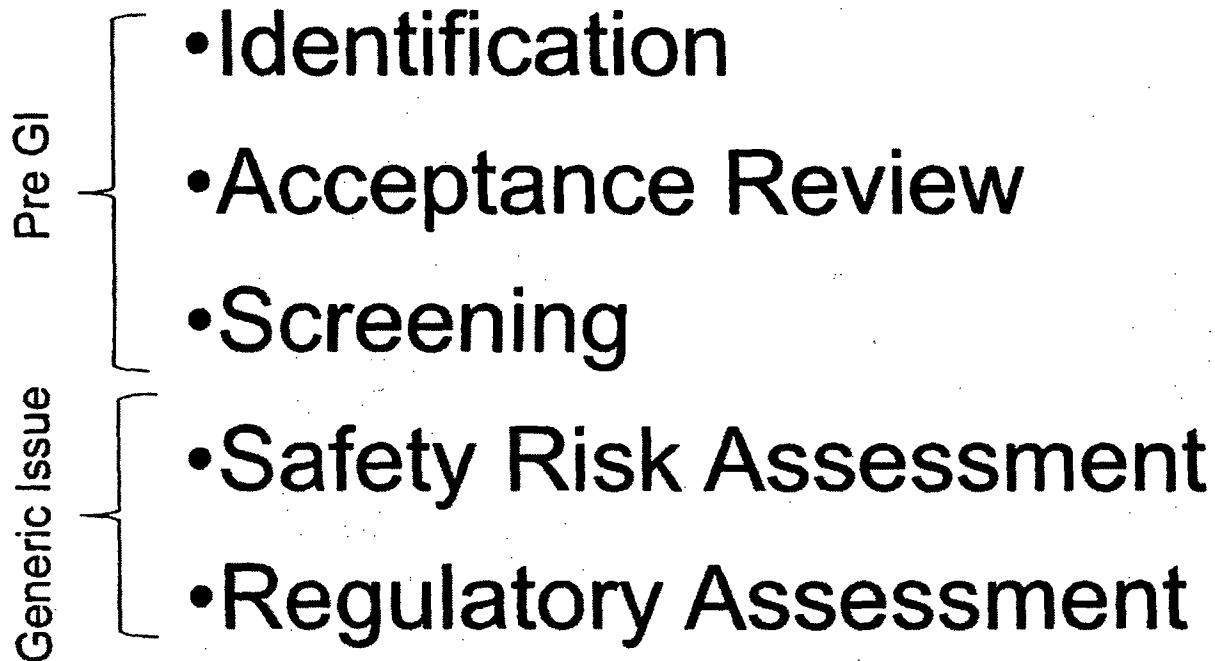 Pre GI
•Identification
•Acceptance Review
•Screening
Generic Issue
•Safety Risk Assessment
•Regulatory Assessment